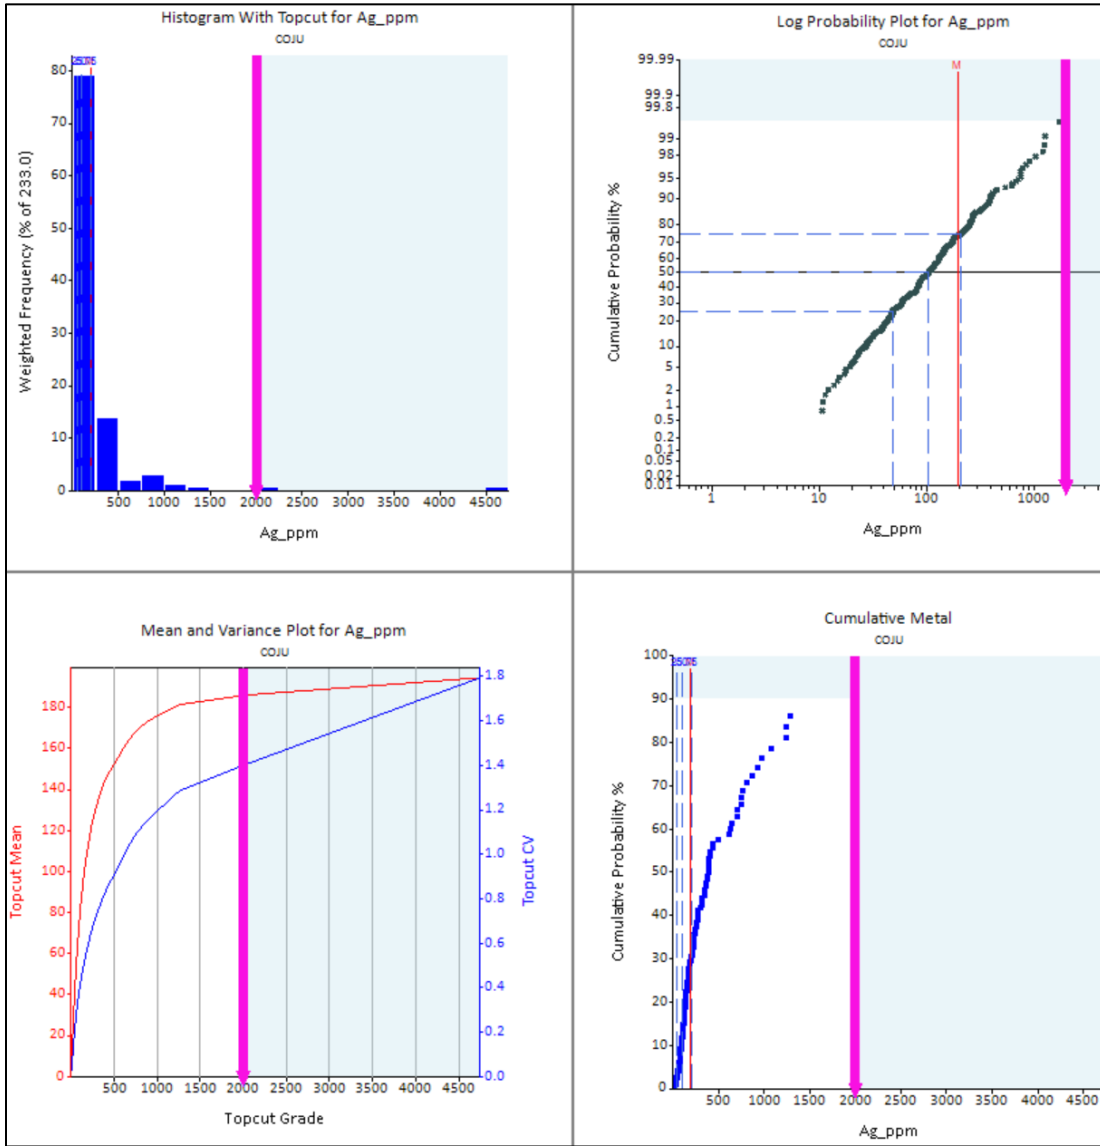 Histogram With Topcut for Ag_ppm
COJU
80
70
60
50
40
30
20
10
0
Weighted Frequency (% of 233.0)
500 1000 1500 2000 2500 3000 3500 4000 4500
Ag_ppm
Log Probability Plot for Ag_ppm
COJU
M
99.99
99.9
99.8
99
98
95
90
80
70
60
50
40
30
20
10
5
2
1
0.5
0.2
0.1
0.05
0.02
0.01
Cumulative Probability %
1 10 100 1000
Ag_ppm
Mean and Variance Plot for Ag_ppm
COJU
180
160
140
120
100
80
60
40
20
0
Topcut Mean
1.8
1.6
1.4
1.2
1.0
0.8
0.6
0.4
0.2
0.0
Topcut CV
500 1000 1500 2000 2500 3000 3500 4000 4500
Topcut Grade
Cumulative Metal
COJU
100
90
80
70
60
50
40
30
20
10
0
Cumulative Probability %
500 1000 1500 2000 2500 3000 3500 4000 4500
Ag_ppm